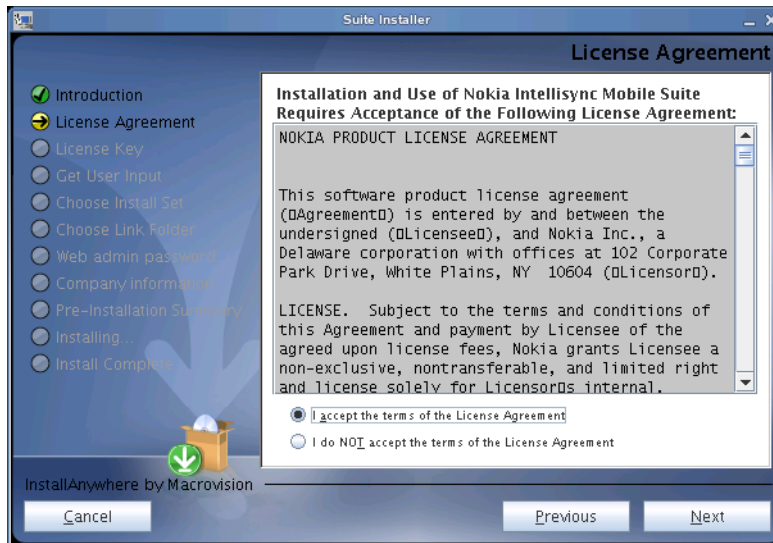 Suite Installer
License Agreement
Introduction
License Agreement
License Key
Get User Input
Choose Install Set
Choose Link Folder
Web admin password
Company information
Pre-Installation Summary
Installing...
Install Complete
Installation and Use of Nokia Intellisync Mobile Suite
Requires Acceptance of the Following License Agreement:
NOKIA PRODUCT LICENSE AGREEMENT
This software product license agreement
(▯Agreement▯) is entered by and between the
undersigned (▯Licensee▯), and Nokia Inc., a
Delaware corporation with offices at 102 Corporate
Park Drive, White Plains, NY 10604 (▯Licensor▯).
LICENSE. Subject to the terms and conditions of
this Agreement and payment by Licensee of the
agreed upon license fees, Nokia grants Licensee a
non-exclusive, nontransferable, and limited right
and license solely for Licensor▯s internal.
I accept the terms of the License Agreement
I do NOT accept the terms of the License Agreement
InstallAnywhere by Macrovision
Cancel
Previous
Next